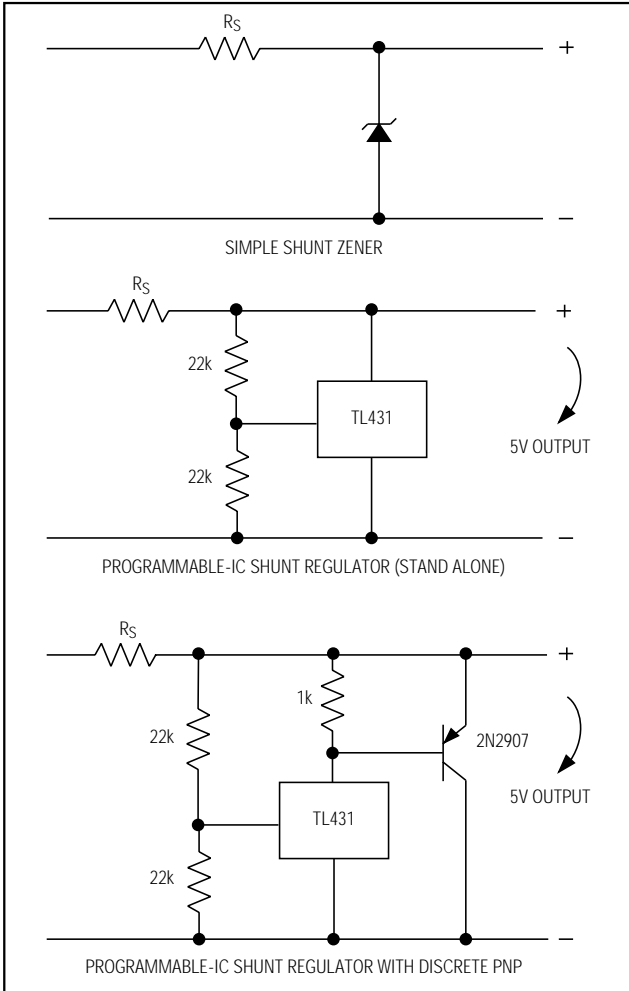 RS
+
−
SIMPLE SHUNT ZENER
RS
+
22k
TL431
5V OUTPUT
22k
−
PROGRAMMABLE-IC SHUNT REGULATOR (STAND ALONE)
RS
+
1k
22k
2N2907
5V OUTPUT
TL431
22k
−
PROGRAMMABLE-IC SHUNT REGULATOR WITH DISCRETE PNP